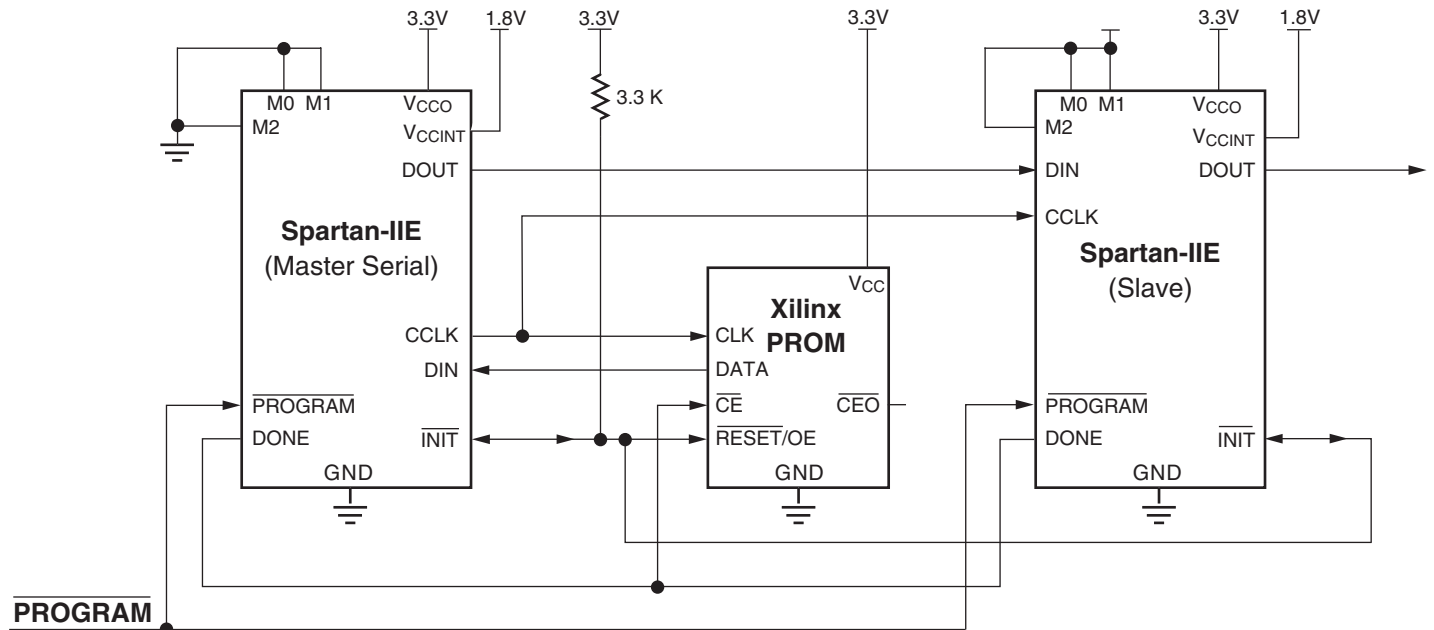 3.3V 1.8V 3.3V 3.3V 3.3V 1.8V
M0 M1 VCCO
M2
VCCINT
DOUT
Spartan-IIE
(Master Serial)
CCLK
DIN
PROGRAM
DONE INIT
GND
3.3 K
VCC
Xilinx
PROM
CLK
DATA
CE CEO
RESET/OE
GND
M0 M1 VCCO
M2
VCCINT
DIN DOUT
CCLK
Spartan-IIE
(Slave)
PROGRAM
DONE INIT
GND
PROGRAM